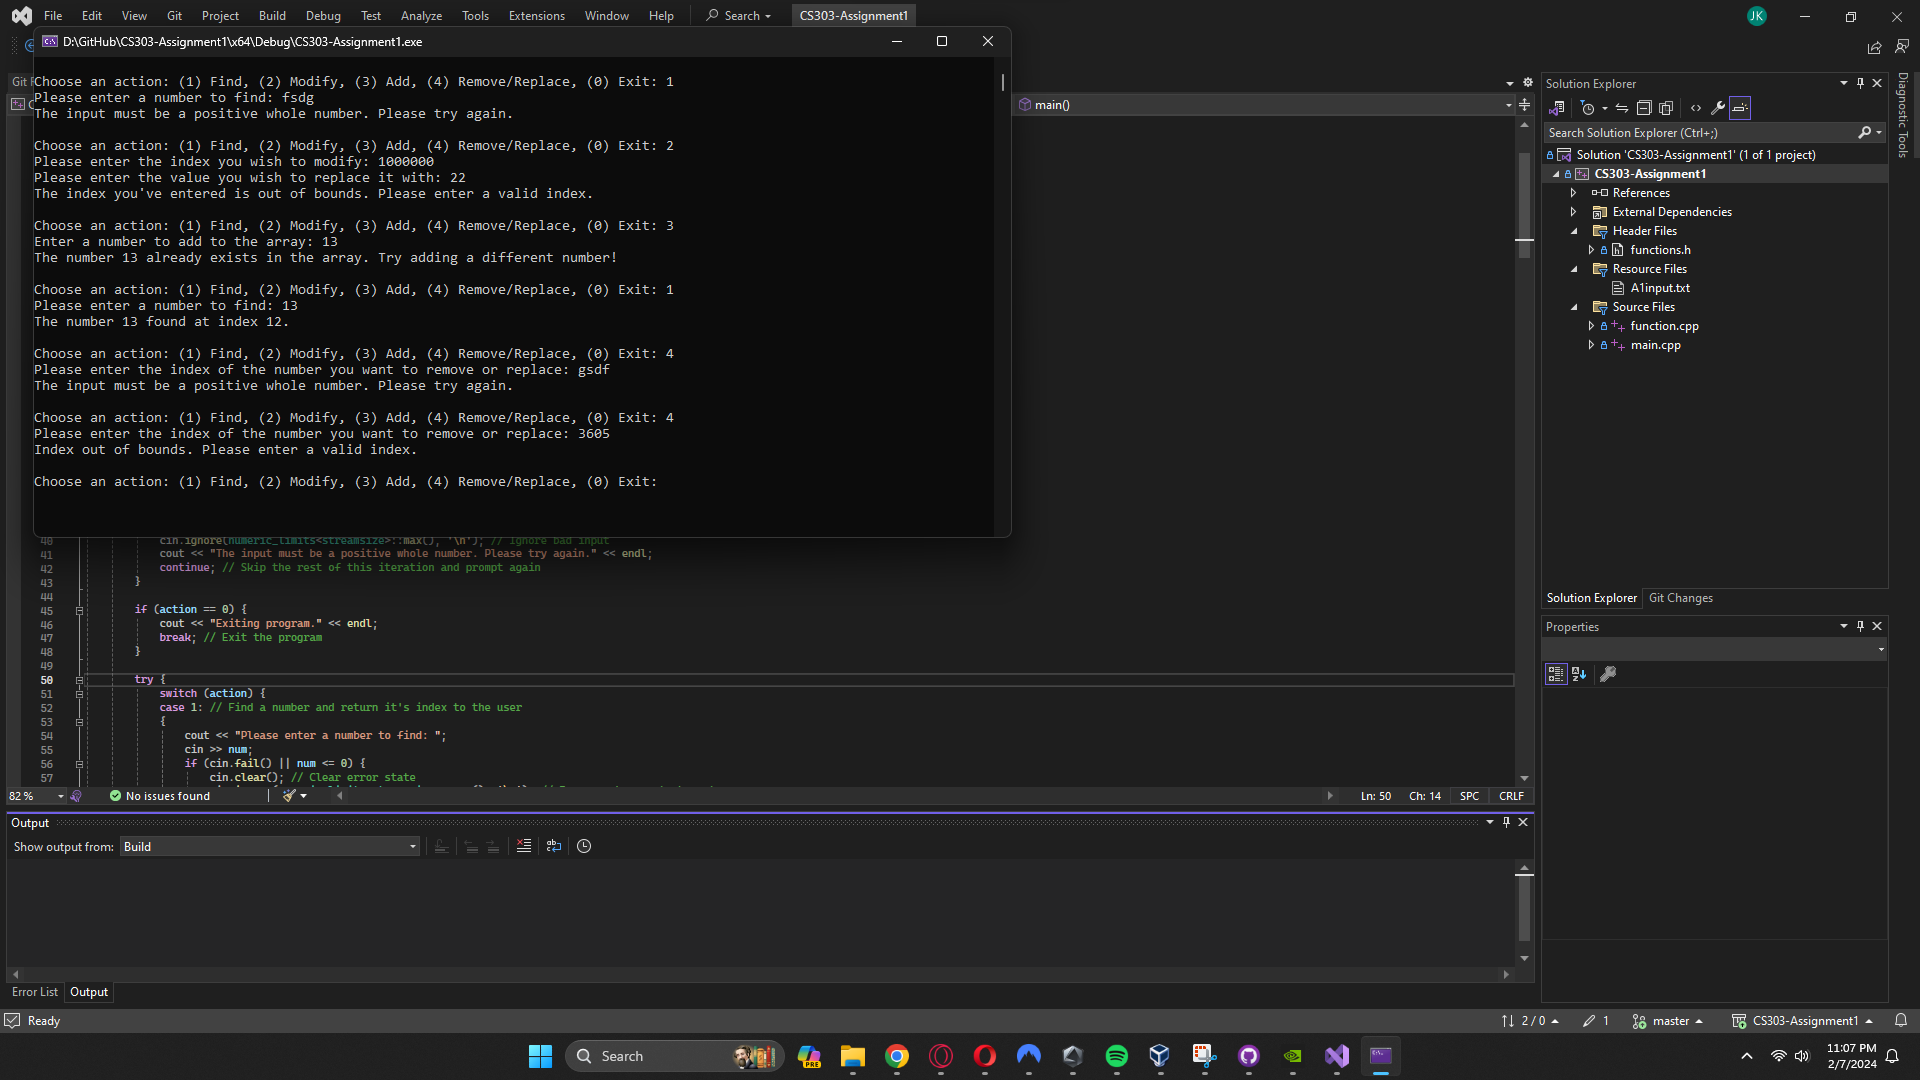 File Edit View Git Project Build Debug Test Analyze Tools Extensions Window Help Search CS303-Assignment1 JK
D:\GitHub\CS303-Assignment1\x64\Debug\CS303-Assignment1.exe
Choose an action: (1) Find, (2) Modify, (3) Add, (4) Remove/Replace, (0) Exit: 1
Please enter a number to find: fsdg
The input must be a positive whole number. Please try again.
Choose an action: (1) Find, (2) Modify, (3) Add, (4) Remove/Replace, (0) Exit: 2
Please enter the index you wish to modify: 1000000
Please enter the value you wish to replace it with: 22
The index you've entered is out of bounds. Please enter a valid index.
Choose an action: (1) Find, (2) Modify, (3) Add, (4) Remove/Replace, (0) Exit: 3
Enter a number to add to the array: 13
The number 13 already exists in the array. Try adding a different number!
Choose an action: (1) Find, (2) Modify, (3) Add, (4) Remove/Replace, (0) Exit: 1
Please enter a number to find: 13
The number 13 found at index 12.
Choose an action: (1) Find, (2) Modify, (3) Add, (4) Remove/Replace, (0) Exit: 4
Please enter the index of the number you want to remove or replace: gsdf
The input must be a positive whole number. Please try again.
Choose an action: (1) Find, (2) Modify, (3) Add, (4) Remove/Replace, (0) Exit: 4
Please enter the index of the number you want to remove or replace: 3605
Index out of bounds. Please enter a valid index.
Choose an action: (1) Find, (2) Modify, (3) Add, (4) Remove/Replace, (0) Exit:
Git
main()
40 cin.ignore(numeric_limits<streamsize>::max(), '\n'); // Ignore bad input
41 cout << "The input must be a positive whole number. Please try again." << endl;
42 continue; // Skip the rest of this iteration and prompt again
43 }
44
45 if (action == 0) {
46 cout << "Exiting program." << endl;
47 break; // Exit the program
48 }
49
50 try {
51 switch (action) {
52 case 1: // Find a number and return it's index to the user
53 {
54 cout << "Please enter a number to find: ";
55 cin >> num;
56 if (cin.fail() || num <= 0) {
57 cin.clear(); // Clear error state
82 % No issues found Ln: 50 Ch: 14 SPC CRLF
Output
Show output from: Build
Error List Output
Solution Explorer
Search Solution Explorer (Ctrl+;)
Solution 'CS303-Assignment1' (1 of 1 project)
CS303-Assignment1
References
External Dependencies
Header Files
functions.h
Resource Files
A1input.txt
Source Files
function.cpp
main.cpp
Solution Explorer Git Changes
Properties
Diagnostic Tools
Ready 2 / 0 1 master CS303-Assignment1
Search PRE 11:07 PM
2/7/2024